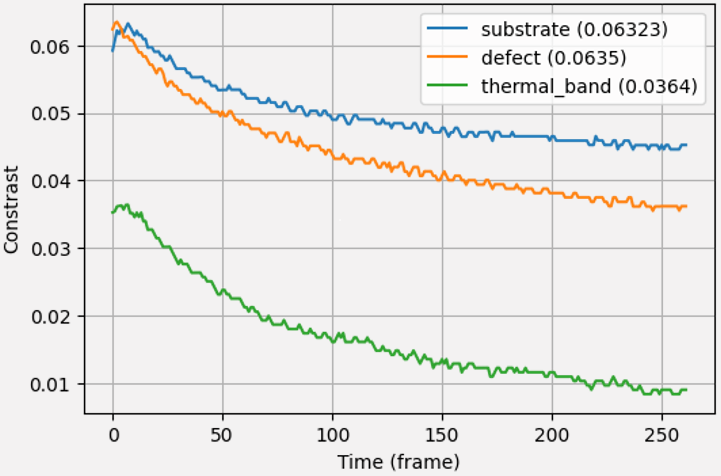 substrate (0.06323)
defect (0.0635)
thermal_band (0.0364)
0.06
0.05
0.04
0.03
0.02
0.01
Constrast
0 50 100 150 200 250
Time (frame)